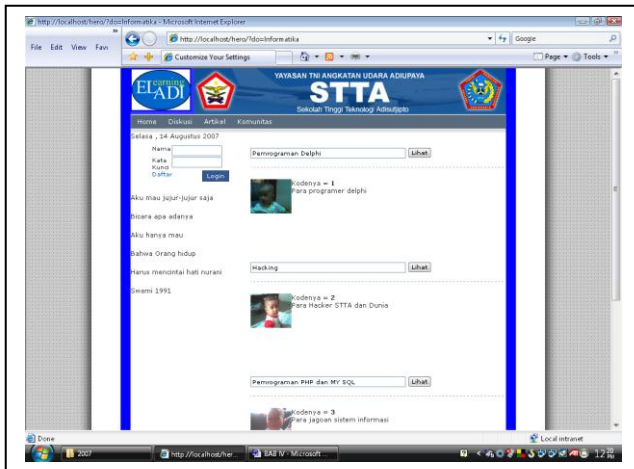 http://localhost/hero/?do=Informatika - Microsoft Internet Explorer
http://localhost/hero/?do=Informatika
Google
File Edit View Favi
Customize Your Settings
Page Tools
ELearning
ADI
YAYASAN TNI ANGKATAN UDARA ADIUPAYA
STTA
Sekolah Tinggi Teknologi Adisutjipto
Home Diskusi Artikel Komunitas
Selasa , 14 Augustus 2007
Nama
Kata Kunci
Daftar
Login
Aku mau jujur-jujur saja
Bicara apa adanya
Aku hanya mau
Bahwa Orang hidup
Harus mencintai hati nurani
Swami 1991
Pemrograman Delphi Lihat
Kodenya = 1
Para programer delphi
Hacking Lihat
Kodenya = 2
Para Hacker STTA dan Dunia
Pemrograman PHP dan MY SQL Lihat
Kodenya = 3
Para jagoan sistem informasi
Done
Local intranet
2007
http://localhost/her...
BAB IV - Microsoft...